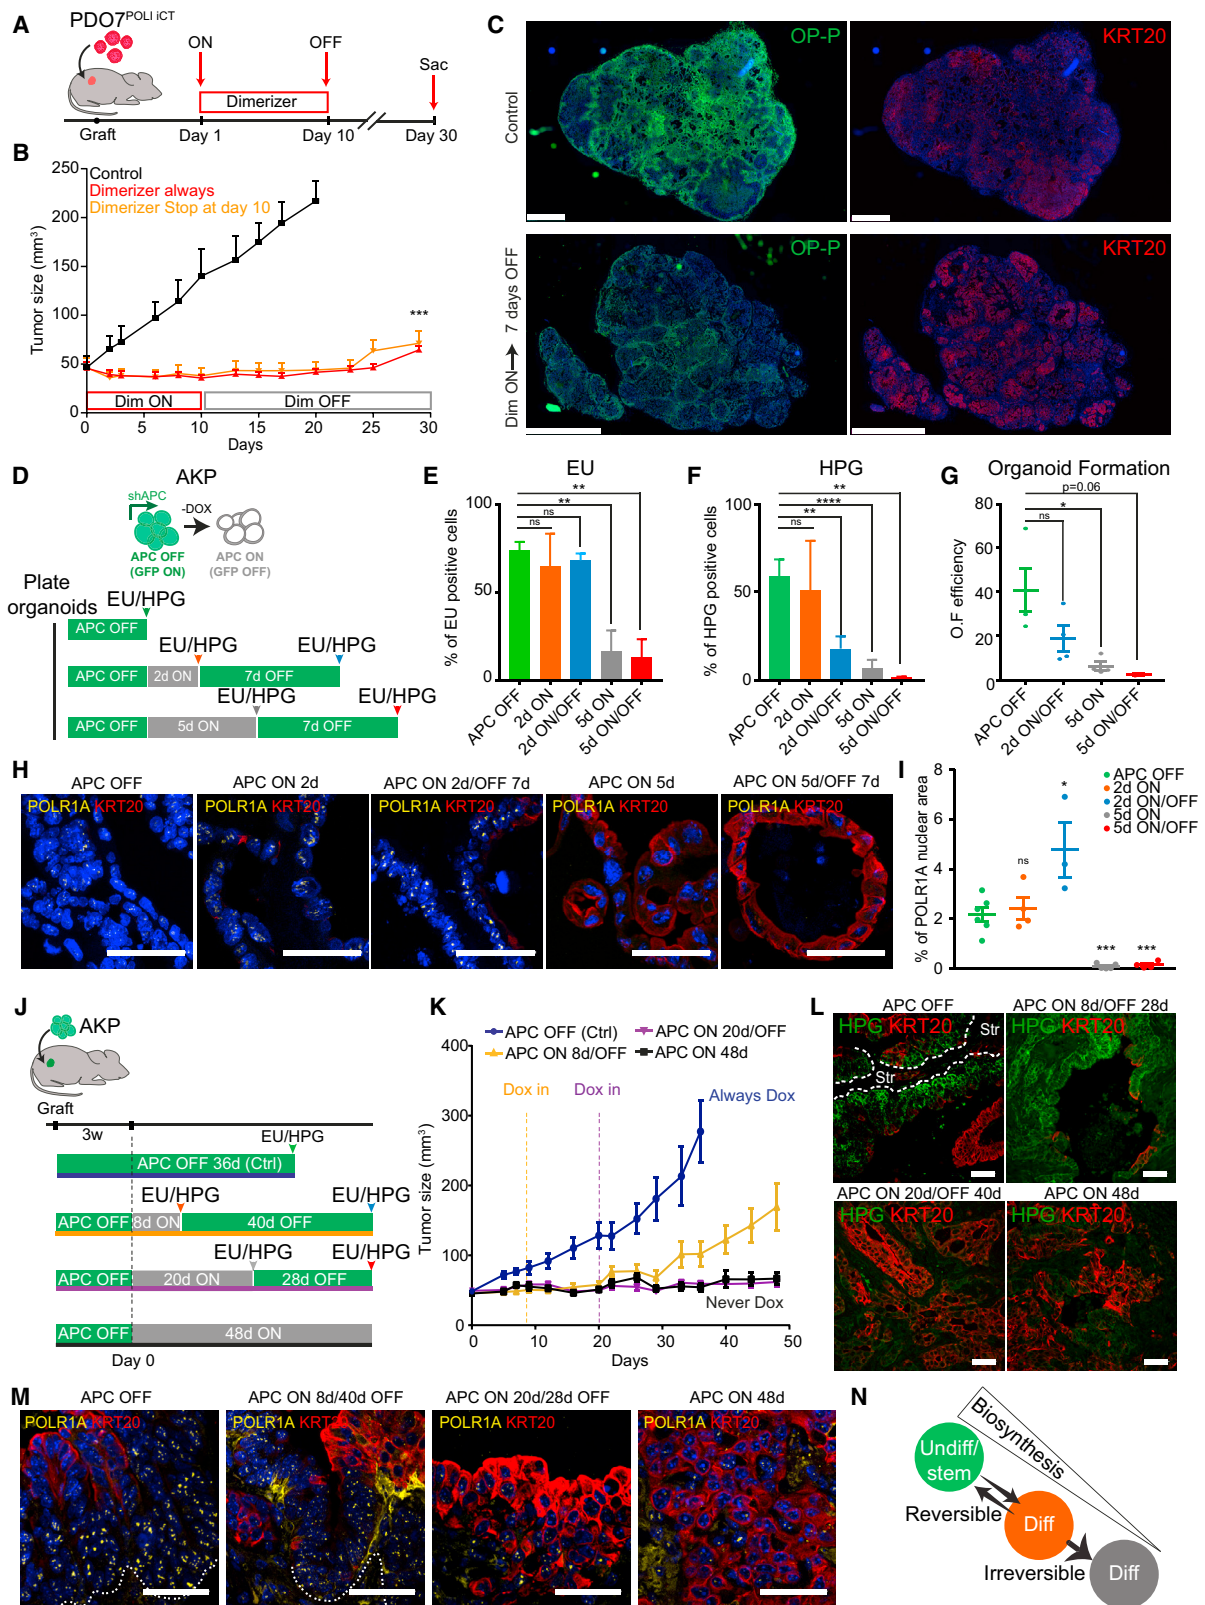 A
PDO7POLI iCT
ON
OFF
Sac
Dimerizer
Graft
Day 1
Day 10
Day 30
B
Control
Dimerizer always
Dimerizer Stop at day 10
Tumor size (mm³)
250
200
150
100
50
0
***
Dim ON
Dim OFF
0 5 10 15 20 25 30
Days
C
Control
OP-P
KRT20
Dim ON → 7 days OFF
OP-P
KRT20
D
AKP
shAPC
-DOX
APC OFF
(GFP ON)
APC ON
(GFP OFF)
Plate
organoids
EU/HPG
APC OFF
EU/HPG
EU/HPG
APC OFF
2d ON
7d OFF
EU/HPG
EU/HPG
APC OFF
5d ON
7d OFF
E
EU
% of EU positive cells
100
50
0
**
**
ns
ns
APC OFF
2d ON
2d ON/OFF
5d ON
5d ON/OFF
F
HPG
% of HPG positive cells
100
50
0
**
****
**
ns
APC OFF
2d ON
2d ON/OFF
5d ON
5d ON/OFF
G
Organoid Formation
O.F efficiency
80
60
40
20
0
p=0.06
*
ns
APC OFF
2d ON/OFF
5d ON
5d ON/OFF
H
APC OFF
POLR1A KRT20
APC ON 2d
POLR1A KRT20
APC ON 2d/OFF 7d
POLR1A KRT20
APC ON 5d
POLR1A KRT20
APC ON 5d/OFF 7d
POLR1A KRT20
I
% of POLR1A nuclear area
8
6
4
2
0
ns
*
***
***
APC OFF
2d ON
2d ON/OFF
5d ON
5d ON/OFF
J
AKP
Graft
3w
EU/HPG
APC OFF 36d (Ctrl)
EU/HPG
EU/HPG
APC OFF
8d ON
40d OFF
EU/HPG
EU/HPG
APC OFF
20d ON
28d OFF
APC OFF
48d ON
Day 0
K
APC OFF (Ctrl)
APC ON 20d/OFF
APC ON 8d/OFF
APC ON 48d
Tumor size (mm³)
400
300
200
100
0
Dox in
Dox in
Always Dox
Never Dox
0 10 20 30 40 50
Days
L
APC OFF
HPG KRT20
Str
Str
APC ON 8d/OFF 28d
HPG KRT20
APC ON 20d/OFF 40d
HPG KRT20
APC ON 48d
HPG KRT20
M
APC OFF
POLR1A KRT20
APC ON 8d/40d OFF
POLR1A KRT20
APC ON 20d/28d OFF
POLR1A KRT20
APC ON 48d
POLR1A KRT20
N
Biosynthesis
Undiff/
stem
Reversible
Diff
Irreversible
Diff